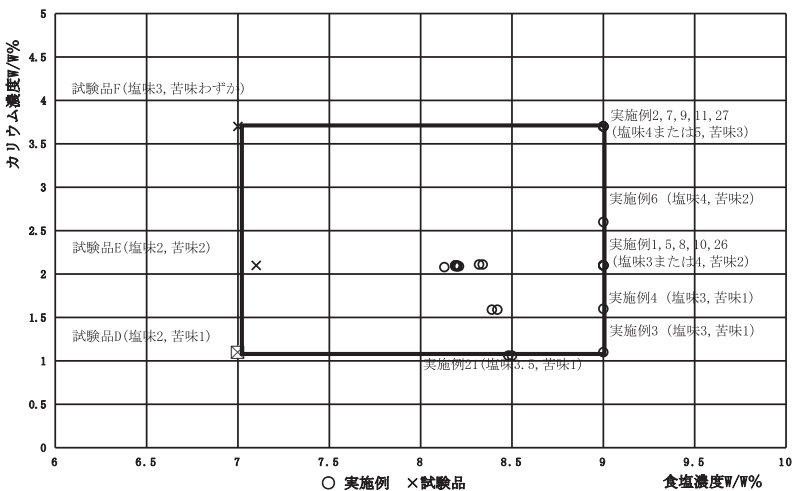 カリウム濃度W/W%
5
4.5
4
3.5
3
2.5
2
1.5
1
0.5
0
試験品F(塩味3,苦味わずか)
試験品E(塩味2,苦味2)
試験品D(塩味2,苦味1)
実施例2,7,9,11,27
(塩味4または5,苦味3)
実施例6 (塩味4,苦味2)
実施例1,5,8,10,26
(塩味3または4,苦味2)
実施例4 (塩味3,苦味1)
実施例3 (塩味3,苦味1)
実施例21(塩味3.5,苦味1)
6 6.5 7 7.5 8 8.5 9 9.5 10
○ 実施例 ×試験品
食塩濃度W/W%